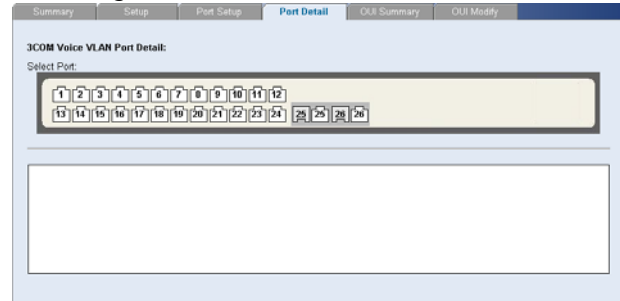 Summary Setup Port Setup Port Detail OUI Summary OUI Modify
3COM Voice VLAN Port Detail:
Select Port:
1 2 3 4 5 6 7 8 9 10 11 12
13 14 15 16 17 18 19 20 21 22 23 24 25 25 26 26